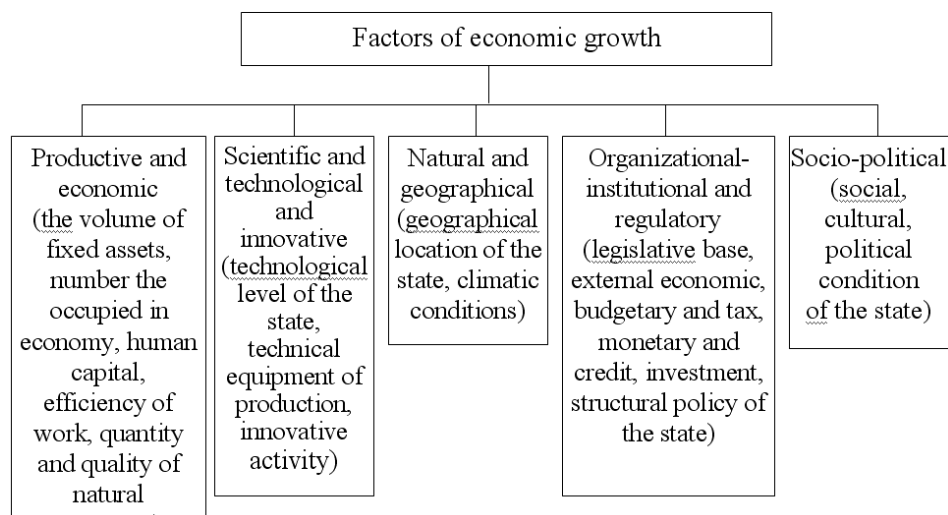 Factors of economic growth
Productive and
economic
(the volume of
fixed assets,
number the
occupied in
economy, human
capital,
efficiency of
work, quantity
and quality of
natural
Scientific and
technological
and
innovative
(technological
level of the
state,
technical
equipment of
production,
innovative
activity)
Natural and
geographical
(geographical
location of the
state, climatic
conditions)
Organizational-
institutional and
regulatory
(legislative base,
external economic,
budgetary and tax,
monetary and
credit, investment,
structural policy of
the state)
Socio-political
(social,
cultural,
political
condition
of the state)